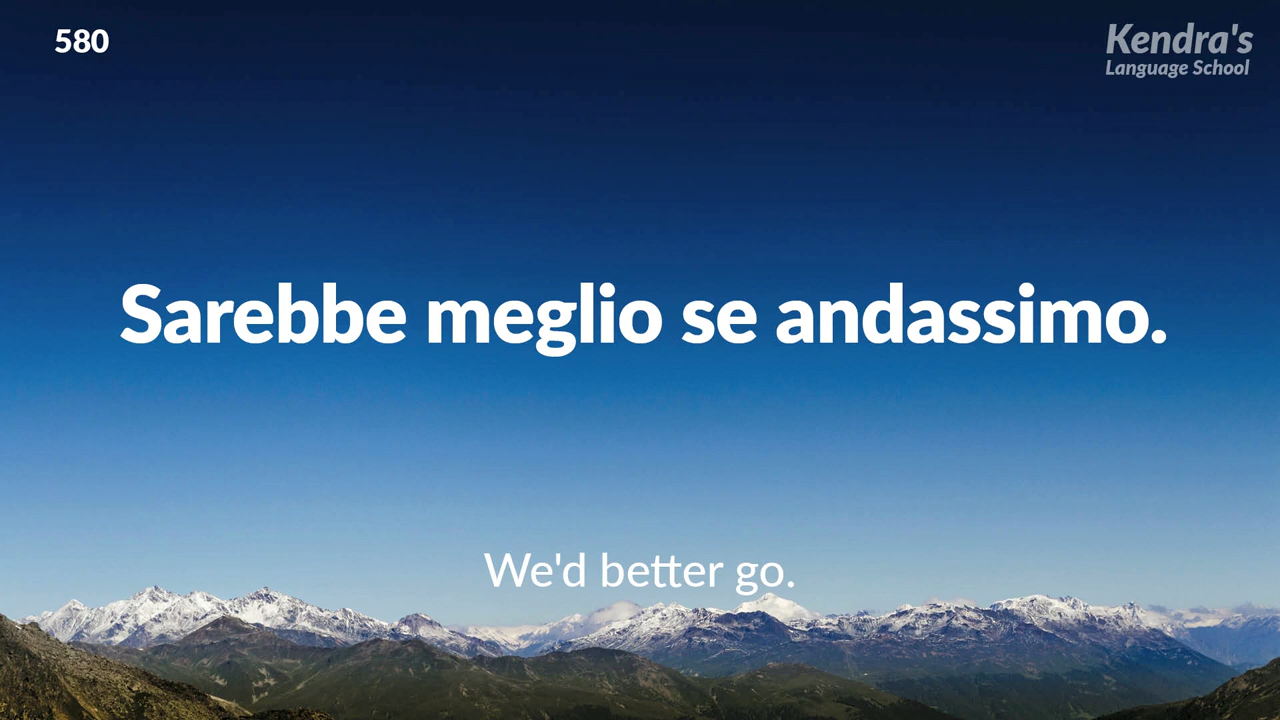 580
Kendra's
Language School
Sarebbe meglio se andassimo.
We'd better go.